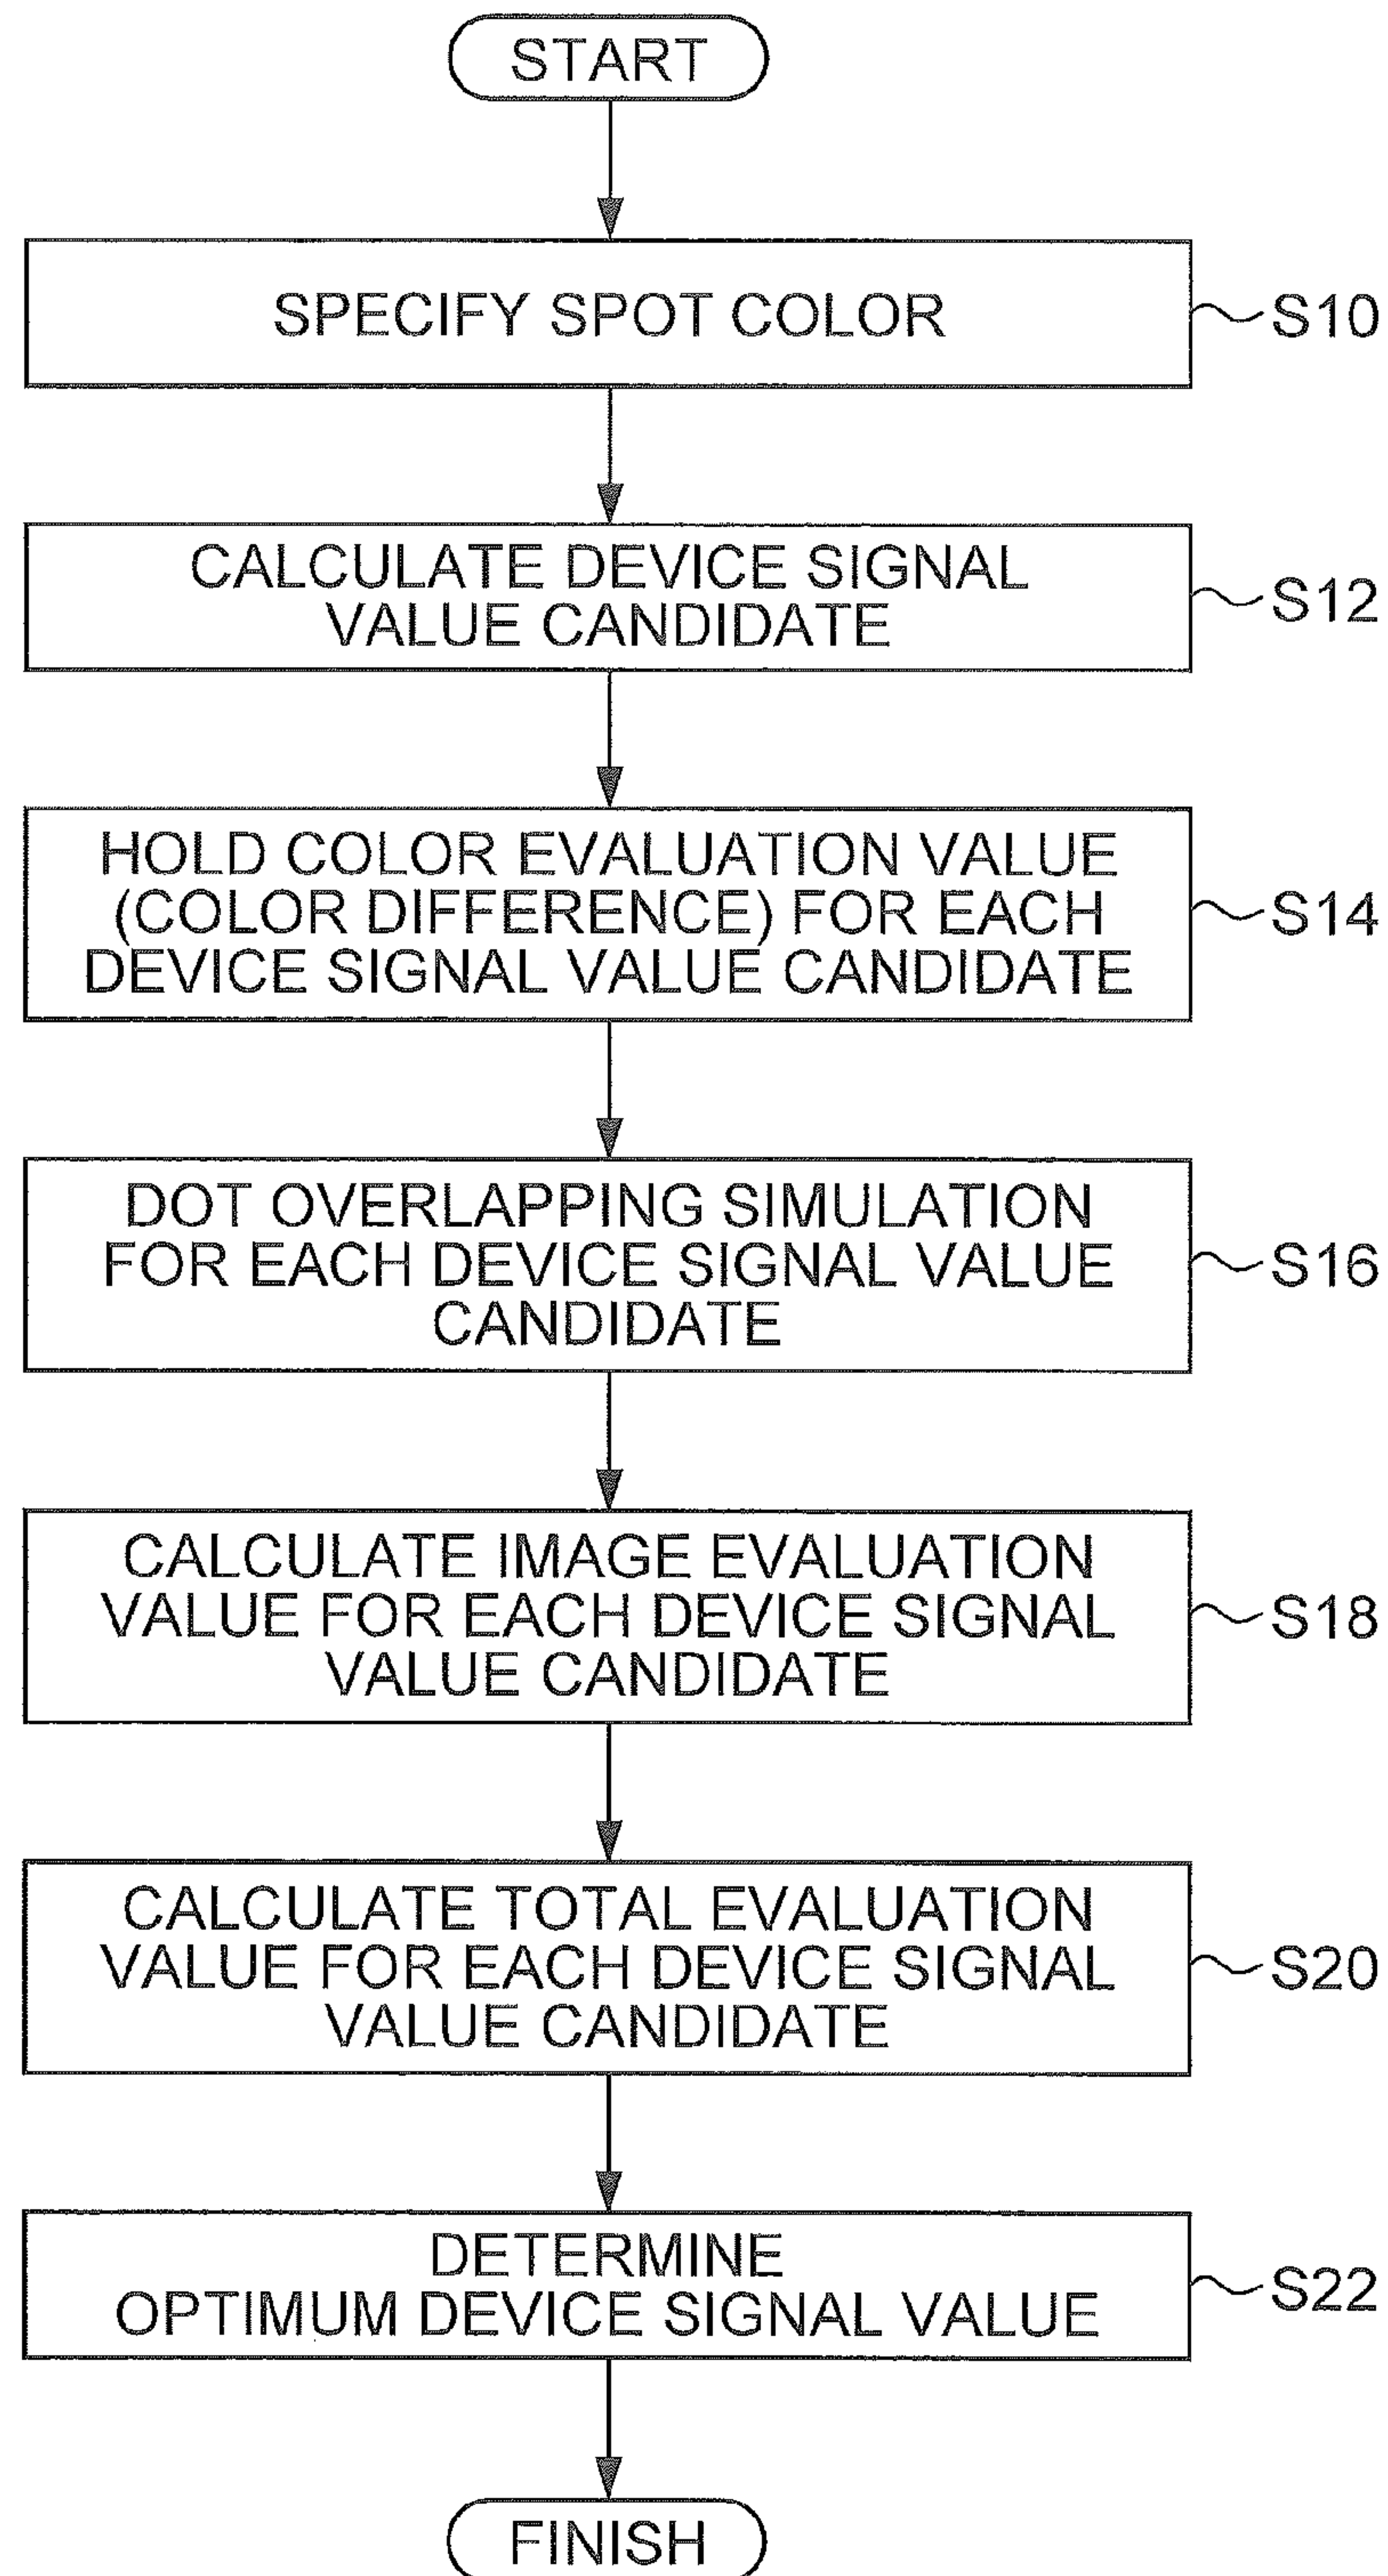 START
SPECIFY SPOT COLOR
S10
CALCULATE DEVICE SIGNAL
VALUE CANDIDATE
S12
HOLD COLOR EVALUATION VALUE
(COLOR DIFFERENCE) FOR EACH
DEVICE SIGNAL VALUE CANDIDATE
S14
DOT OVERLAPPING SIMULATION
FOR EACH DEVICE SIGNAL VALUE
CANDIDATE
S16
CALCULATE IMAGE EVALUATION
VALUE FOR EACH DEVICE SIGNAL
VALUE CANDIDATE
S18
CALCULATE TOTAL EVALUATION
VALUE FOR EACH DEVICE SIGNAL
VALUE CANDIDATE
S20
DETERMINE
OPTIMUM DEVICE SIGNAL VALUE
S22
FINISH